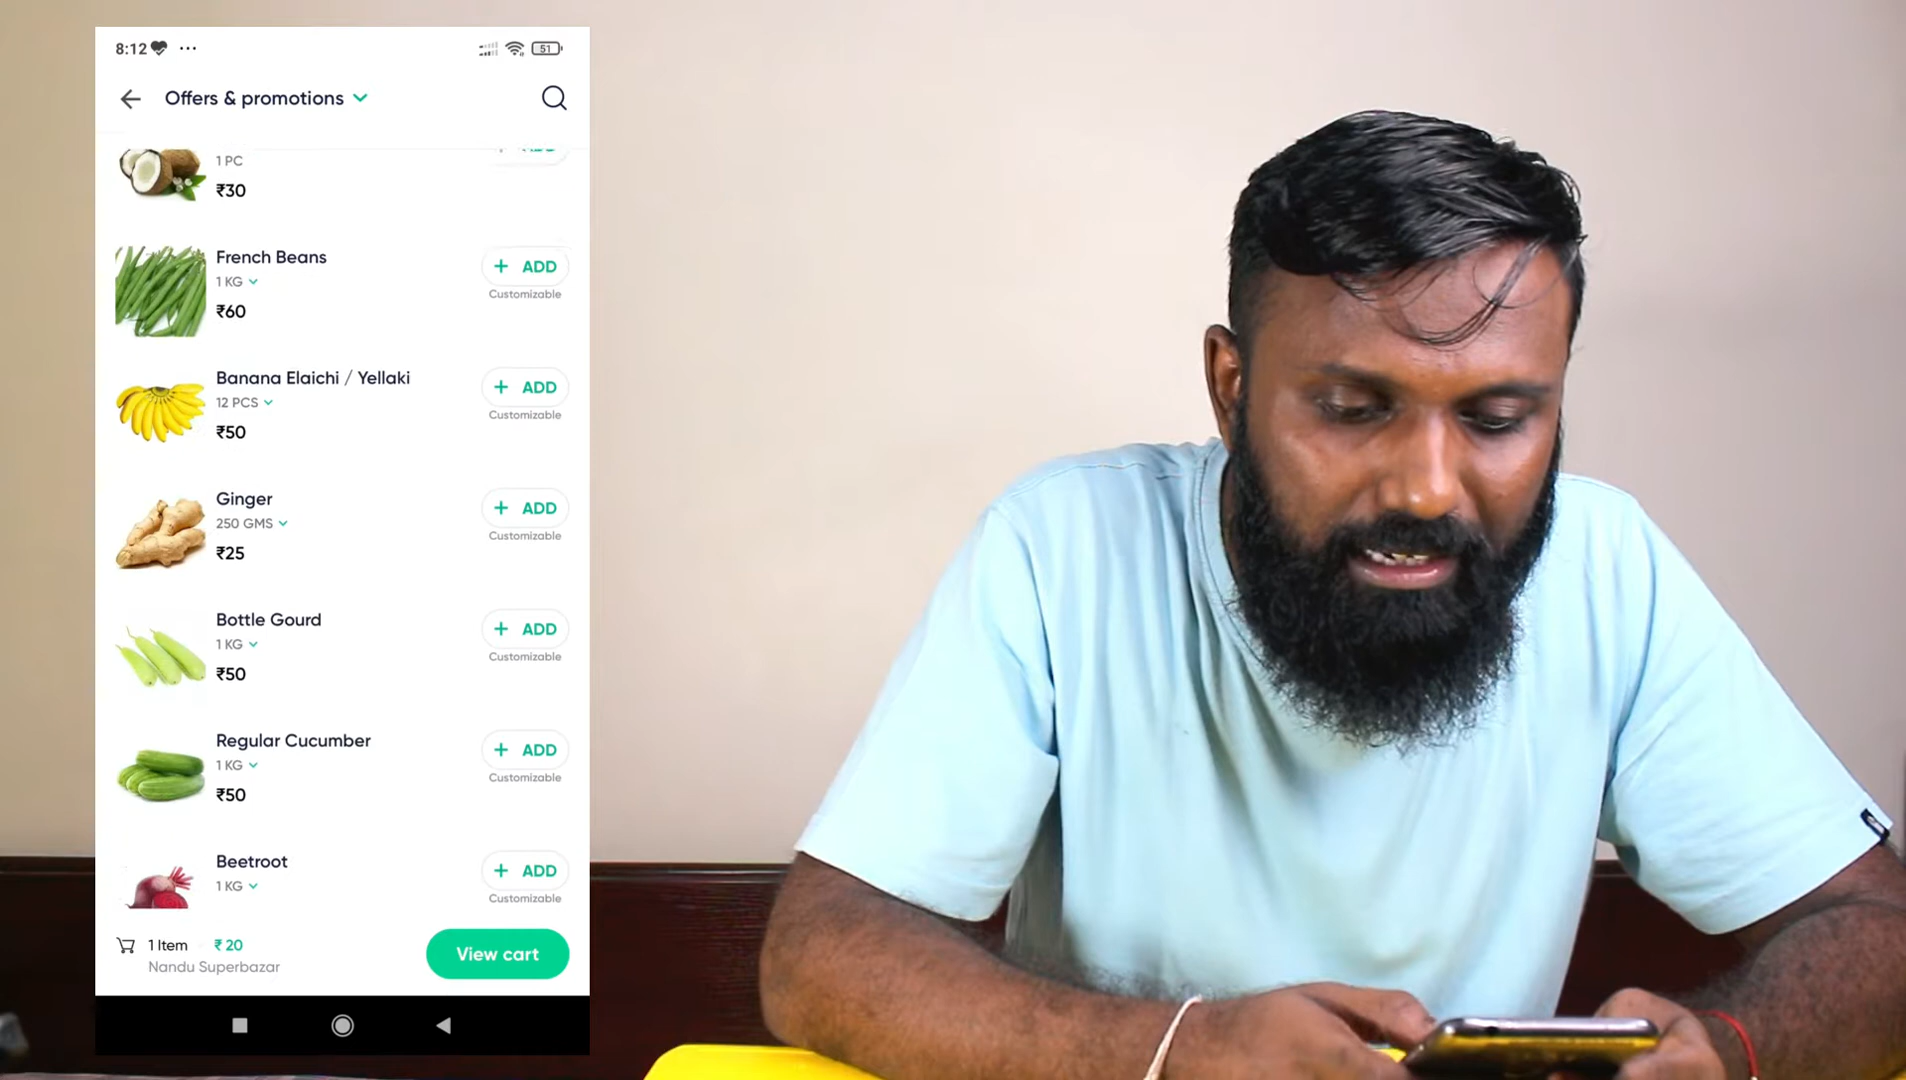 8:12 ... 51
Offers & promotions
1 PC
₹30
French Beans
+ ADD
1 KG
Customizable
₹60
Banana Elaichi / Yellaki
+ ADD
12 PCS
Customizable
₹50
Ginger
+ ADD
250 GMS
Customizable
₹25
Bottle Gourd
+ ADD
1 KG
Customizable
₹50
Regular Cucumber
+ ADD
1 KG
Customizable
₹50
Beetroot
+ ADD
1 KG
Customizable
1 Item ₹ 20
Nandu Superbazar
View cart